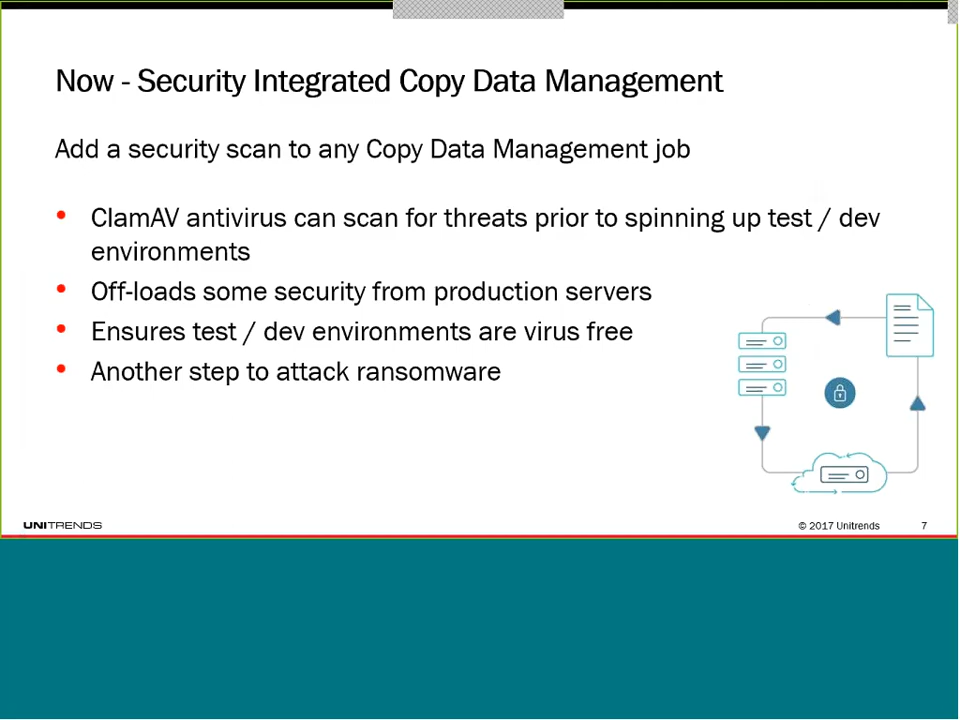 Now - Security Integrated Copy Data Management
Add a security scan to any Copy Data Management job
• ClamAV antivirus can scan for threats prior to spinning up test / dev
environments
• Off-loads some security from production servers
• Ensures test / dev environments are virus free
• Another step to attack ransomware
UNITRENDS
© 2017 Unitrends
7